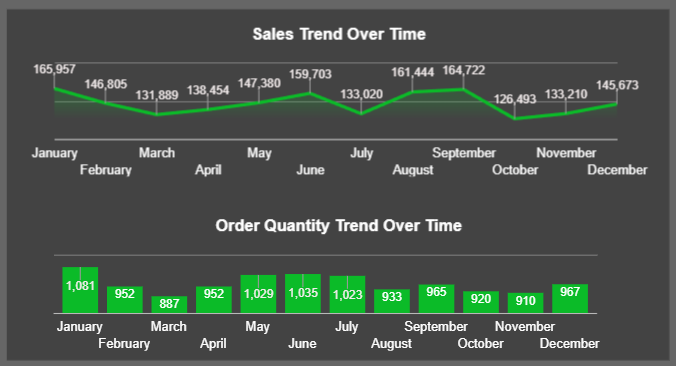 Sales Trend Over Time
165,957 146,805 131,889 138,454 147,380 159,703 133,020 161,444 164,722 126,493 133,210 145,673
January March May July September November
February April June August October December
Order Quantity Trend Over Time
1,081 952 887 952 1,029 1,035 1,023 933 965 920 910 967
January March May July September November
February April June August October December